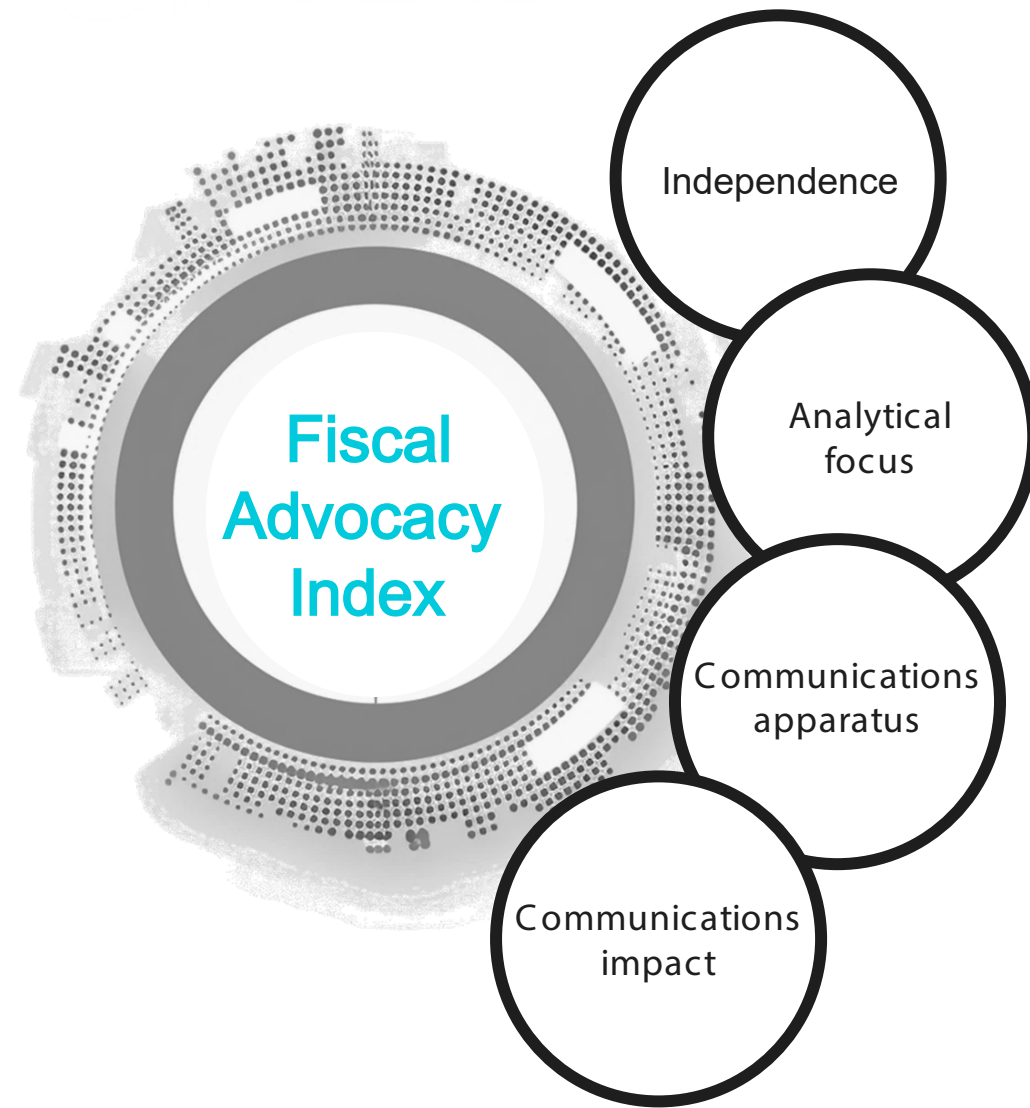 Independence
Analytical
focus
Fiscal
Advocacy
Index
Communications
apparatus
Communications
impact